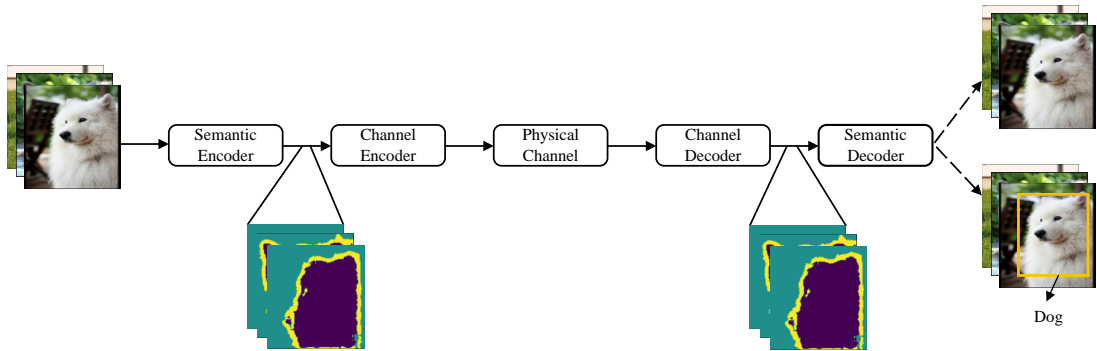 Semantic
Encoder
Channel
Encoder
Physical
Channel
Channel
Decoder
Semantic
Decoder
Dog